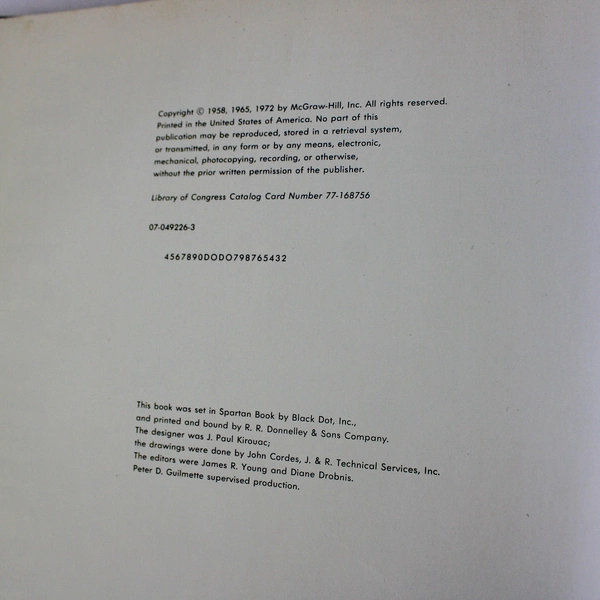 Copyright © 1958, 1965, 1972 by McGraw-Hill, Inc. All rights reserved.
Printed in the United States of America. No part of this
publication may be reproduced, stored in a retrieval system,
or transmitted, in any form or by any means, electronic,
mechanical, photocopying, recording, or otherwise,
without the prior written permission of the publisher.
Library of Congress Catalog Card Number 77-168756
07-049226-3
4567890DODO798765432
This book was set in Spartan Book by Black Dot, Inc.,
and printed and bound by R. R. Donnelley & Sons Company.
The designer was J. Paul Kirouac;
the drawings were done by John Cordes, J. & R. Technical Services, Inc.
The editors were James R. Young and Diane Drobnis.
Peter D. Guilmette supervised production.